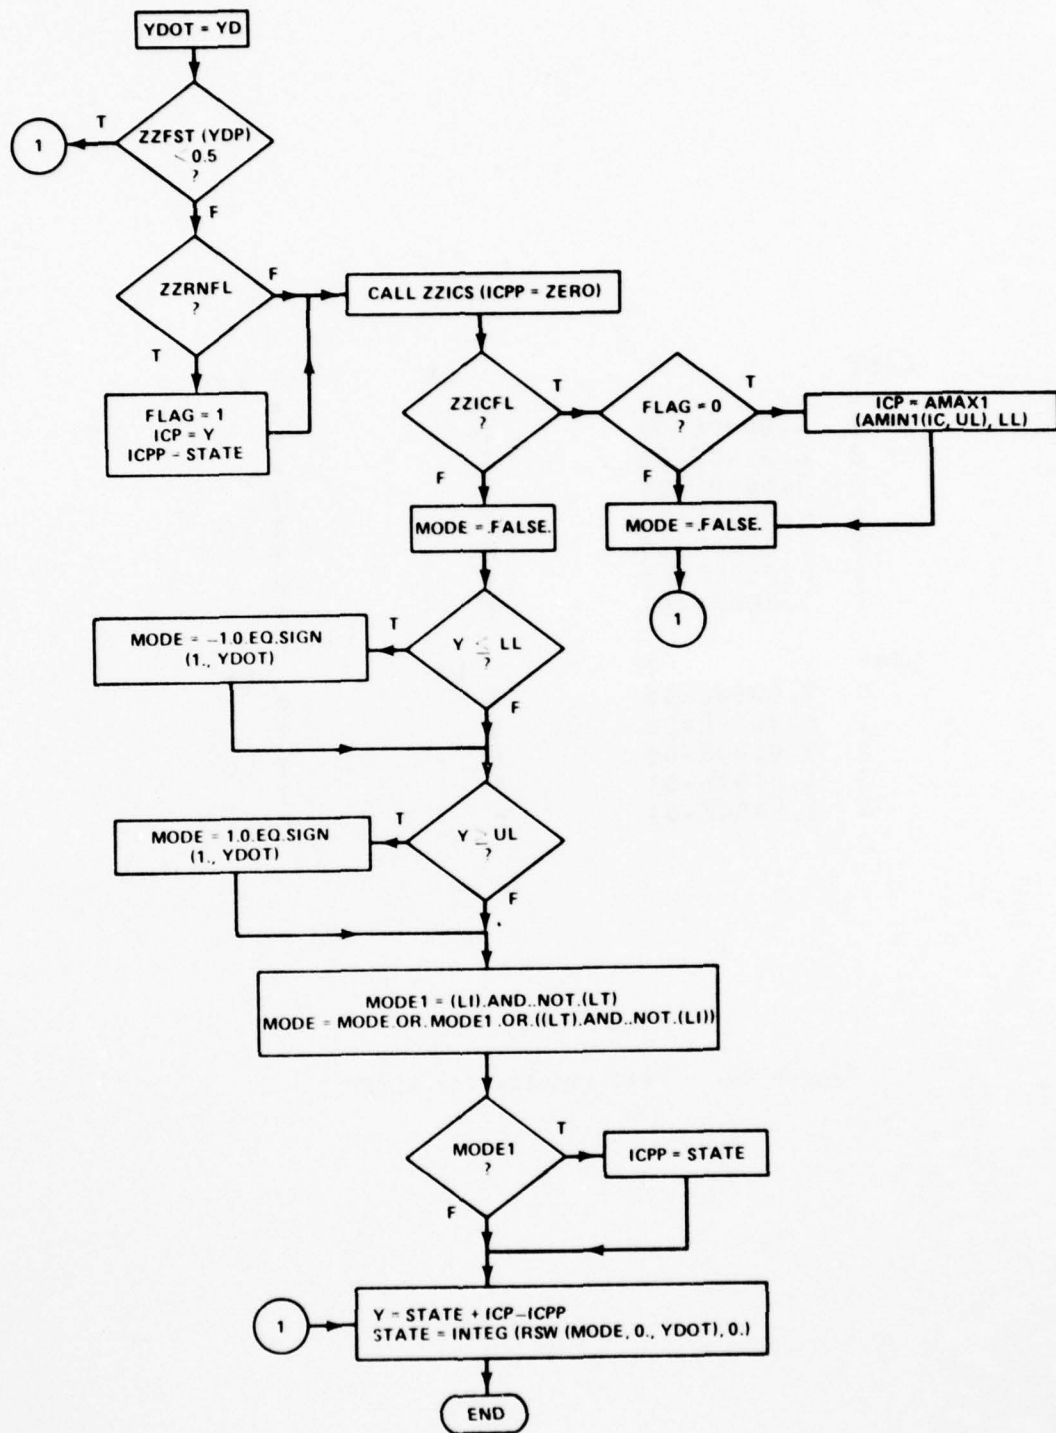 YDOT = YD
ZZFST (YDP)
< 0.5
?
T
1
F
ZZRNFL
?
F
T
CALL ZZICS (ICPP = ZERO)
FLAG = 1
ICP = Y
ICPP = STATE
ZZICFL
?
T
F
FLAG = 0
?
T
F
ICP = AMAX1
(AMIN1(IC, UL), LL)
MODE = .FALSE.
MODE = .FALSE.
1
Y ≤ LL
?
T
F
MODE = -1.0.EQ.SIGN
(1., YDOT)
Y ≥ UL
?
T
F
MODE = 1.0.EQ.SIGN
(1., YDOT)
MODE1 = (LI).AND..NOT.(LT)
MODE = MODE.OR.MODE1.OR.((LT).AND..NOT.(LI))
MODE1
?
T
F
ICPP = STATE
1
Y = STATE + ICP-ICPP
STATE = INTEG (RSW (MODE, 0., YDOT), 0.)
END